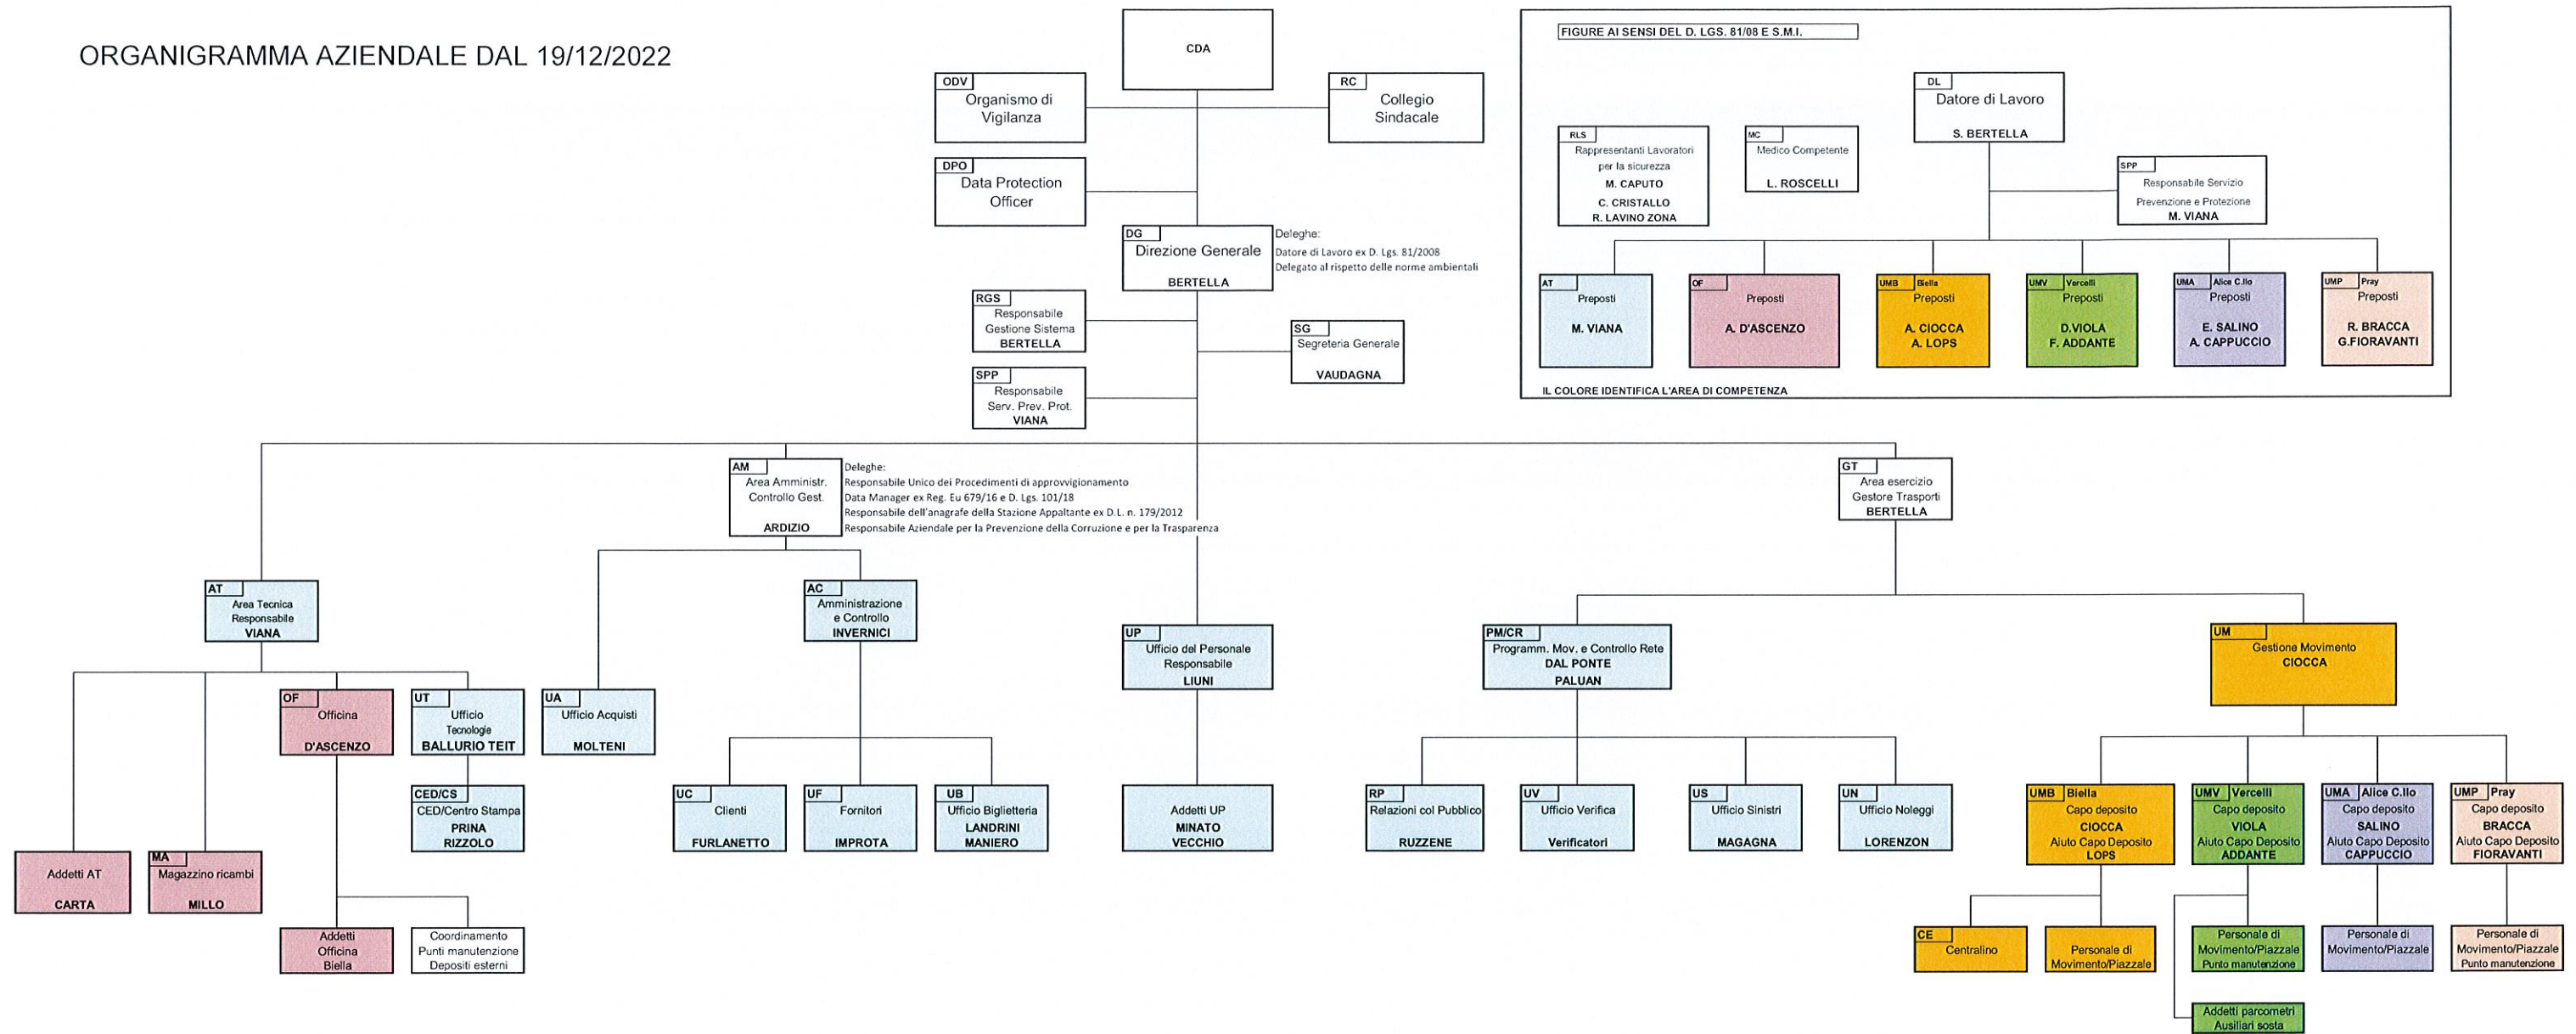 ORGANIGRAMMA AZIENDALE DAL 19/12/2022
CDA
ODV
Organismo di
Vigilanza
RC
Collegio
Sindacale
DPO
Data Protection
Officer
DG
Direzione Generale
BERTELLA
Deleghe:
Datore di Lavoro ex D. Lgs. 81/2008
Delegato al rispetto delle norme ambientali
RGS
Responsabile
Gestione Sistema
BERTELLA
SG
Segreteria Generale
VAUDAGNA
SPP
Responsabile
Serv. Prev. Prot.
VIANA
FIGURE AI SENSI DEL D. LGS. 81/08 E S.M.I.
DL
Datore di Lavoro
S. BERTELLA
RLS
Rappresentanti Lavoratori
per la sicurezza
M. CAPUTO
C. CRISTALLO
R. LAVINO ZONA
MC
Medico Competente
L. ROSCELLI
SPP
Responsabile Servizio
Prevenzione e Protezione
M. VIANA
AT
Preposti
M. VIANA
OF
Preposti
A. D'ASCENZO
UMB Biella
Preposti
A. CIOCCA
A. LOPS
UMV Vercelli
Preposti
D.VIOLA
F. ADDANTE
UMA Alice C.llo
Preposti
E. SALINO
A. CAPPUCCIO
UMP Pray
Preposti
R. BRACCA
G.FIORAVANTI
IL COLORE IDENTIFICA L'AREA DI COMPETENZA
AM
Area Amministr.
Controllo Gest.
ARDIZIO
Deleghe:
Responsabile Unico dei Procedimenti di approvvigionamento
Data Manager ex Reg. Eu 679/16 e D. Lgs. 101/18
Responsabile dell'anagrafe della Stazione Appaltante ex D.L. n. 179/2012
Responsabile Aziendale per la Prevenzione della Corruzione e per la Trasparenza
GT
Area esercizio
Gestore Trasporti
BERTELLA
AT
Area Tecnica
Responsabile
VIANA
AC
Amministrazione
e Controllo
INVERNICI
UP
Ufficio del Personale
Responsabile
LIUNI
PM/CR
Programm. Mov. e Controllo Rete
DAL PONTE
PALUAN
UM
Gestione Movimento
CIOCCA
OF
Officina
D'ASCENZO
UT
Ufficio
Tecnologie
BALLURIO TEIT
UA
Ufficio Acquisti
MOLTENI
CED/CS
CED/Centro Stampa
PRINA
RIZZOLO
UC
Clienti
FURLANETTO
UF
Fornitori
IMPROTA
UB
Ufficio Biglietteria
LANDRINI
MANIERO
Addetti UP
MINATO
VECCHIO
RP
Relazioni col Pubblico
RUZZENE
UV
Ufficio Verifica
Verificatori
US
Ufficio Sinistri
MAGAGNA
UN
Ufficio Noleggi
LORENZON
UMB Biella
Capo deposito
CIOCCA
Aiuto Capo Deposito
LOPS
UMV Vercelli
Capo deposito
VIOLA
Aiuto Capo Deposito
ADDANTE
UMA Alice C.llo
Capo deposito
SALINO
Aiuto Capo Deposito
CAPPUCCIO
UMP Pray
Capo deposito
BRACCA
Aiuto Capo Deposito
FIORAVANTI
Addetti AT
CARTA
MA
Magazzino ricambi
MILLO
Addetti
Officina
Biella
Coordinamento
Punti manutenzione
Depositi esterni
CE
Centralino
Personale di
Movimento/Piazzale
Personale di
Movimento/Piazzale
Punto manutenzione
Personale di
Movimento/Piazzale
Personale di
Movimento/Piazzale
Punto manutenzione
Addetti parcometri
Ausiliari sosta